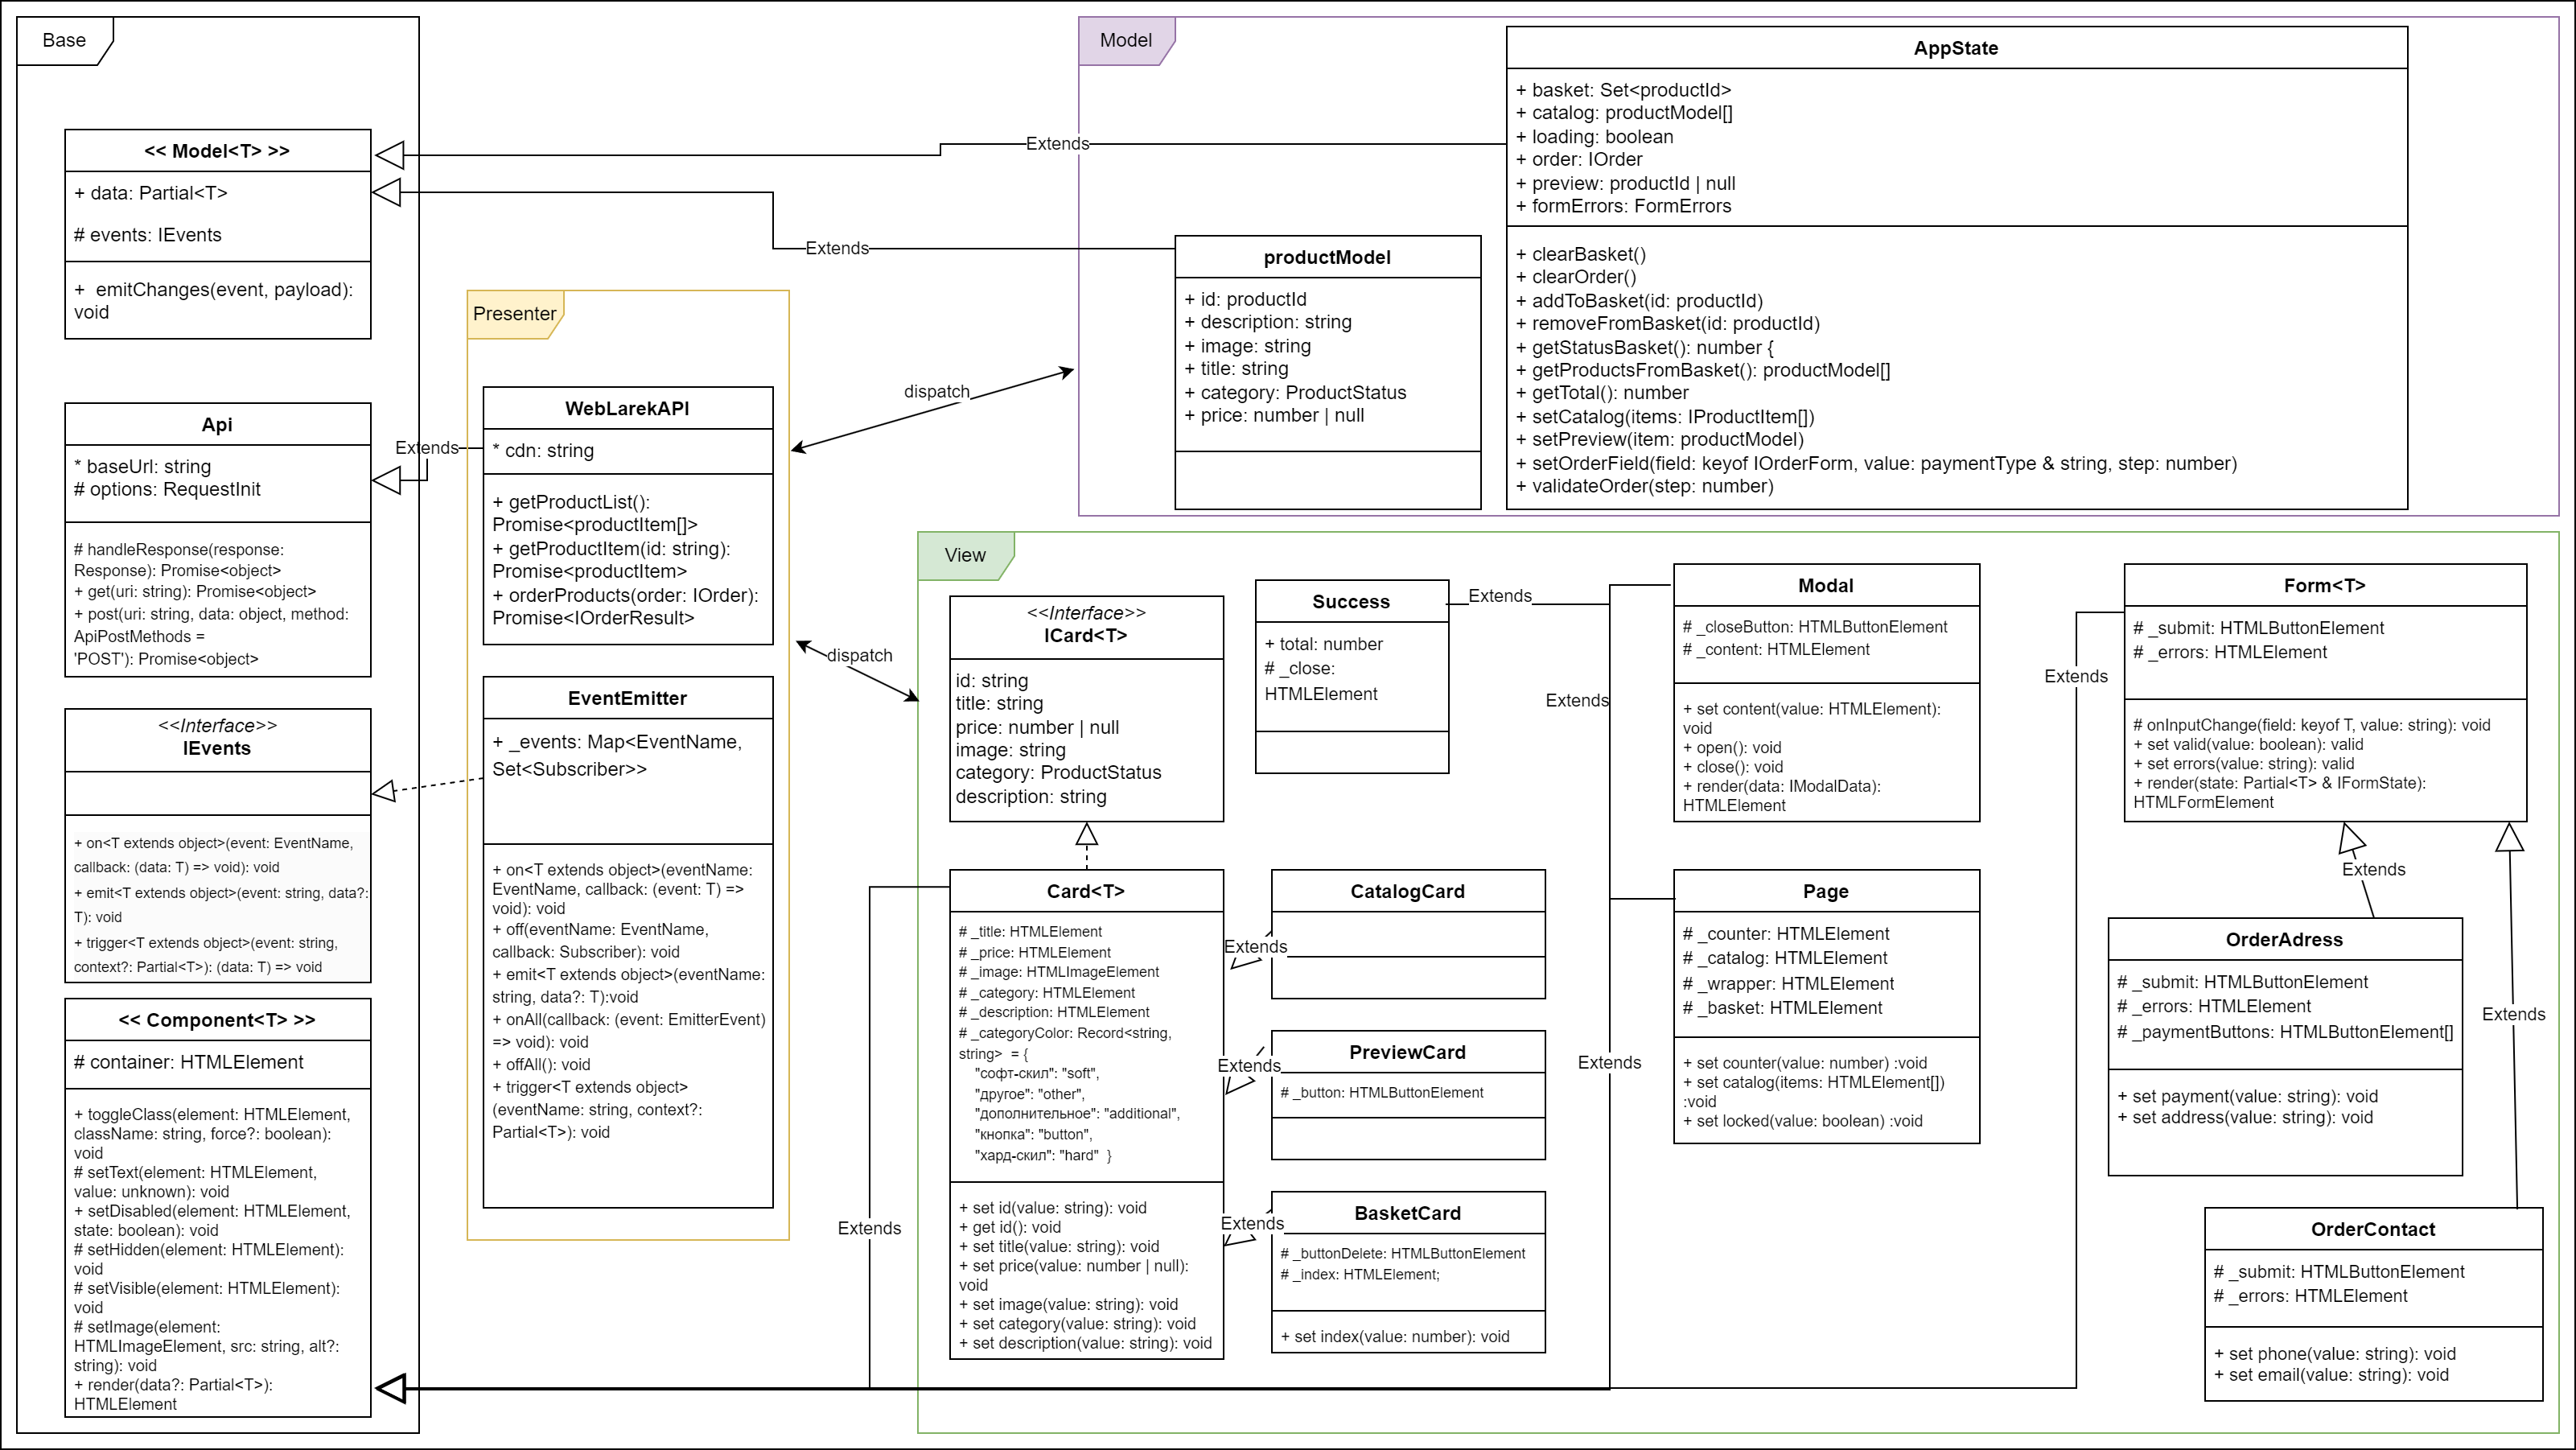 Base
<< Model<T> >>
+ data: Partial<T>
# events: IEvents
+  emitChanges(event, payload):
void
Api
* baseUrl: string
# options: RequestInit
# handleResponse(response:
Response): Promise<object>
+ get(uri: string): Promise<object>
+ post(uri: string, data: object, method:
ApiPostMethods =
'POST'): Promise<object>
<<Interface>>
IEvents
+ on<T extends object>(event: EventName,
callback: (data: T) => void): void
+ emit<T extends object>(event: string, data?:
T): void
+ trigger<T extends object>(event: string,
context?: Partial<T>): (data: T) => void
<< Component<T> >>
# container: HTMLElement
+ toggleClass(element: HTMLElement,
className: string, force?: boolean):
void
# setText(element: HTMLElement,
value: unknown): void
+ setDisabled(element: HTMLElement,
state: boolean): void
# setHidden(element: HTMLElement):
void
# setVisible(element: HTMLElement):
void
# setImage(element:
HTMLImageElement, src: string, alt?:
string): void
+ render(data?: Partial<T>):
HTMLElement
Extends
Extends
Extends
Presenter
WebLarekAPI
* cdn: string
+ getProductList():
Promise<productItem[]>
+ getProductItem(id: string):
Promise<productItem>
+ orderProducts(order: IOrder):
Promise<IOrderResult>
EventEmitter
+ _events: Map<EventName,
Set<Subscriber>>
+ on<T extends object>(eventName:
EventName, callback: (event: T) =>
void): void
+ off(eventName: EventName,
callback: Subscriber): void
+ emit<T extends object>(eventName:
string, data?: T):void
+ onAll(callback: (event: EmitterEvent)
=> void): void
+ offAll(): void
+ trigger<T extends object>
(eventName: string, context?:
Partial<T>): void
dispatch
dispatch
Model
productModel
+ id: productId
+ description: string
+ image: string
+ title: string
+ category: ProductStatus
+ price: number | null
AppState
+ basket: Set<productId>
+ catalog: productModel[]
+ loading: boolean
+ order: IOrder
+ preview: productId | null
+ formErrors: FormErrors
+ clearBasket()
+ clearOrder()
+ addToBasket(id: productId)
+ removeFromBasket(id: productId)
+ getStatusBasket(): number {
+ getProductsFromBasket(): productModel[]
+ getTotal(): number
+ setCatalog(items: IProductItem[])
+ setPreview(item: productModel)
+ setOrderField(field: keyof IOrderForm, value: paymentType & string, step: number)
+ validateOrder(step: number)
View
<<Interface>>
ICard<T>
id: string
title: string
price: number | null
image: string
category: ProductStatus
description: string
Success
+ total: number
# _close:
HTMLElement
Extends
Extends
Modal
# _closeButton: HTMLButtonElement
# _content: HTMLElement
+ set content(value: HTMLElement):
void
+ open(): void
+ close(): void
+ render(data: IModalData):
HTMLElement
Extends
Form<T>
# _submit: HTMLButtonElement
# _errors: HTMLElement
# onInputChange(field: keyof T, value: string): void
+ set valid(value: boolean): valid
+ set errors(value: string): valid
+ render(state: Partial<T> & IFormState):
HTMLFormElement
Extends
Card<T>
# _title: HTMLElement
# _price: HTMLElement
# _image: HTMLImageElement
# _category: HTMLElement
# _description: HTMLElement
# _categoryColor: Record<string,
string>  = {
"софт-скил": "soft",
"другое": "other",
"дополнительное": "additional",
"кнопка": "button",
"хард-скил": "hard"  }
+ set id(value: string): void
+ get id(): void
+ set title(value: string): void
+ set price(value: number | null):
void
+ set image(value: string): void
+ set category(value: string): void
+ set description(value: string): void
Extends
CatalogCard
Extends
PreviewCard
# _button: HTMLButtonElement
Extends
BasketCard
# _buttonDelete: HTMLButtonElement
# _index: HTMLElement;
+ set index(value: number): void
Extends
Page
# _counter: HTMLElement
# _catalog: HTMLElement
# _wrapper: HTMLElement
# _basket: HTMLElement
+ set counter(value: number) :void
+ set catalog(items: HTMLElement[])
:void
+ set locked(value: boolean) :void
Extends
OrderAdress
# _submit: HTMLButtonElement
# _errors: HTMLElement
# _paymentButtons: HTMLButtonElement[]
+ set payment(value: string): void
+ set address(value: string): void
Extends
OrderContact
# _submit: HTMLButtonElement
# _errors: HTMLElement
+ set phone(value: string): void
+ set email(value: string): void